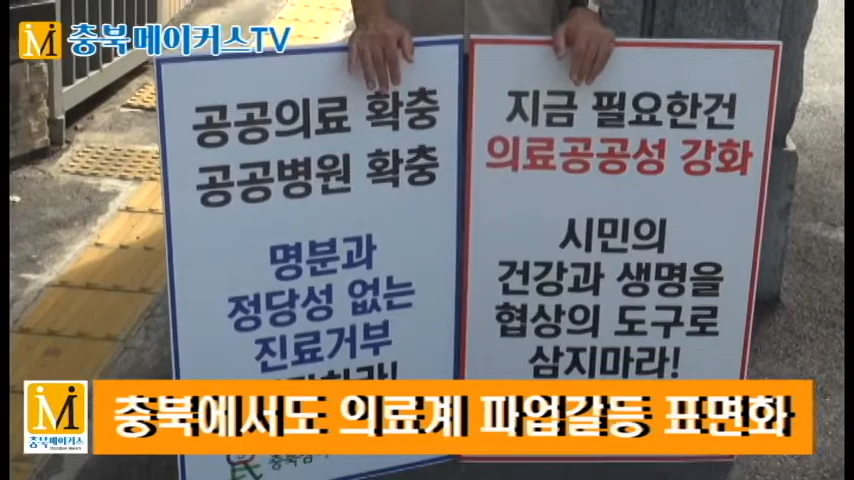 충북메이커스TV
공공의료 확충
공공병원 확충
명분과
정당성 없는
진료거부
지금 필요한건
의료공공성 강화
시민의
건강과 생명을
협상의 도구로
삼지마라!
충북메이커스
충북에서도 의료계 파업갈등 표면화